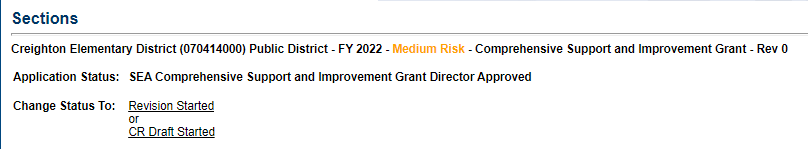 Sections
Creighton Elementary District (070414000) Public District - FY 2022 - Medium Risk - Comprehensive Support and Improvement Grant - Rev 0
Application Status: SEA Comprehensive Support and Improvement Grant Director Approved
Change Status To: Revision Started
or
CR Draft Started